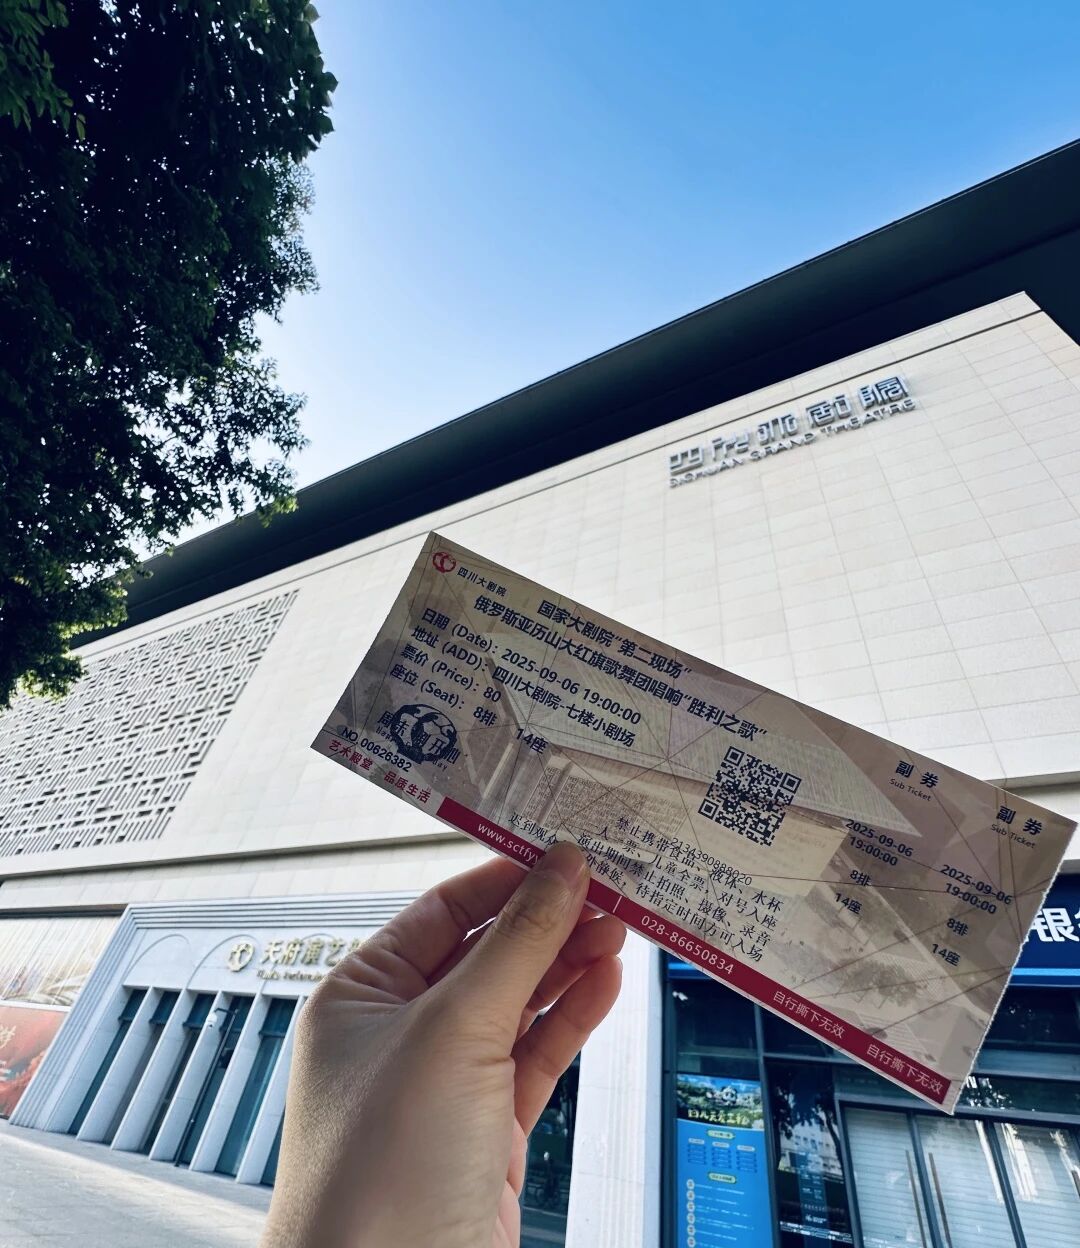 四川大剧院
SICHUAN GRAND THEATRE
四川大剧院
国家大剧院“第二现场”
俄罗斯亚历山大红旗歌舞团唱响“胜利之歌”
日期 (Date)： 2025-09-06 19:00:00
地址 (ADD)： 四川大剧院-七楼小剧场
票价 (Price)： 80
座位 (Seat)： 8排 14座
NO.00626382
艺术殿堂 品质生活
2134390888020
禁止携带食品、液体、水杯
一人一票、儿童全票，对号入座
演出期间禁止拍照、摄像、录音
迟到观众 外静候，待指定时间方可入场
028-86650834
副 券
Sub Ticket
2025-09-06
19:00:00
8排
14座
自行撕下无效
副 券
Sub Ticket
2025-09-06
19:00:00
8排
14座
自行撕下无效
天府演艺
银